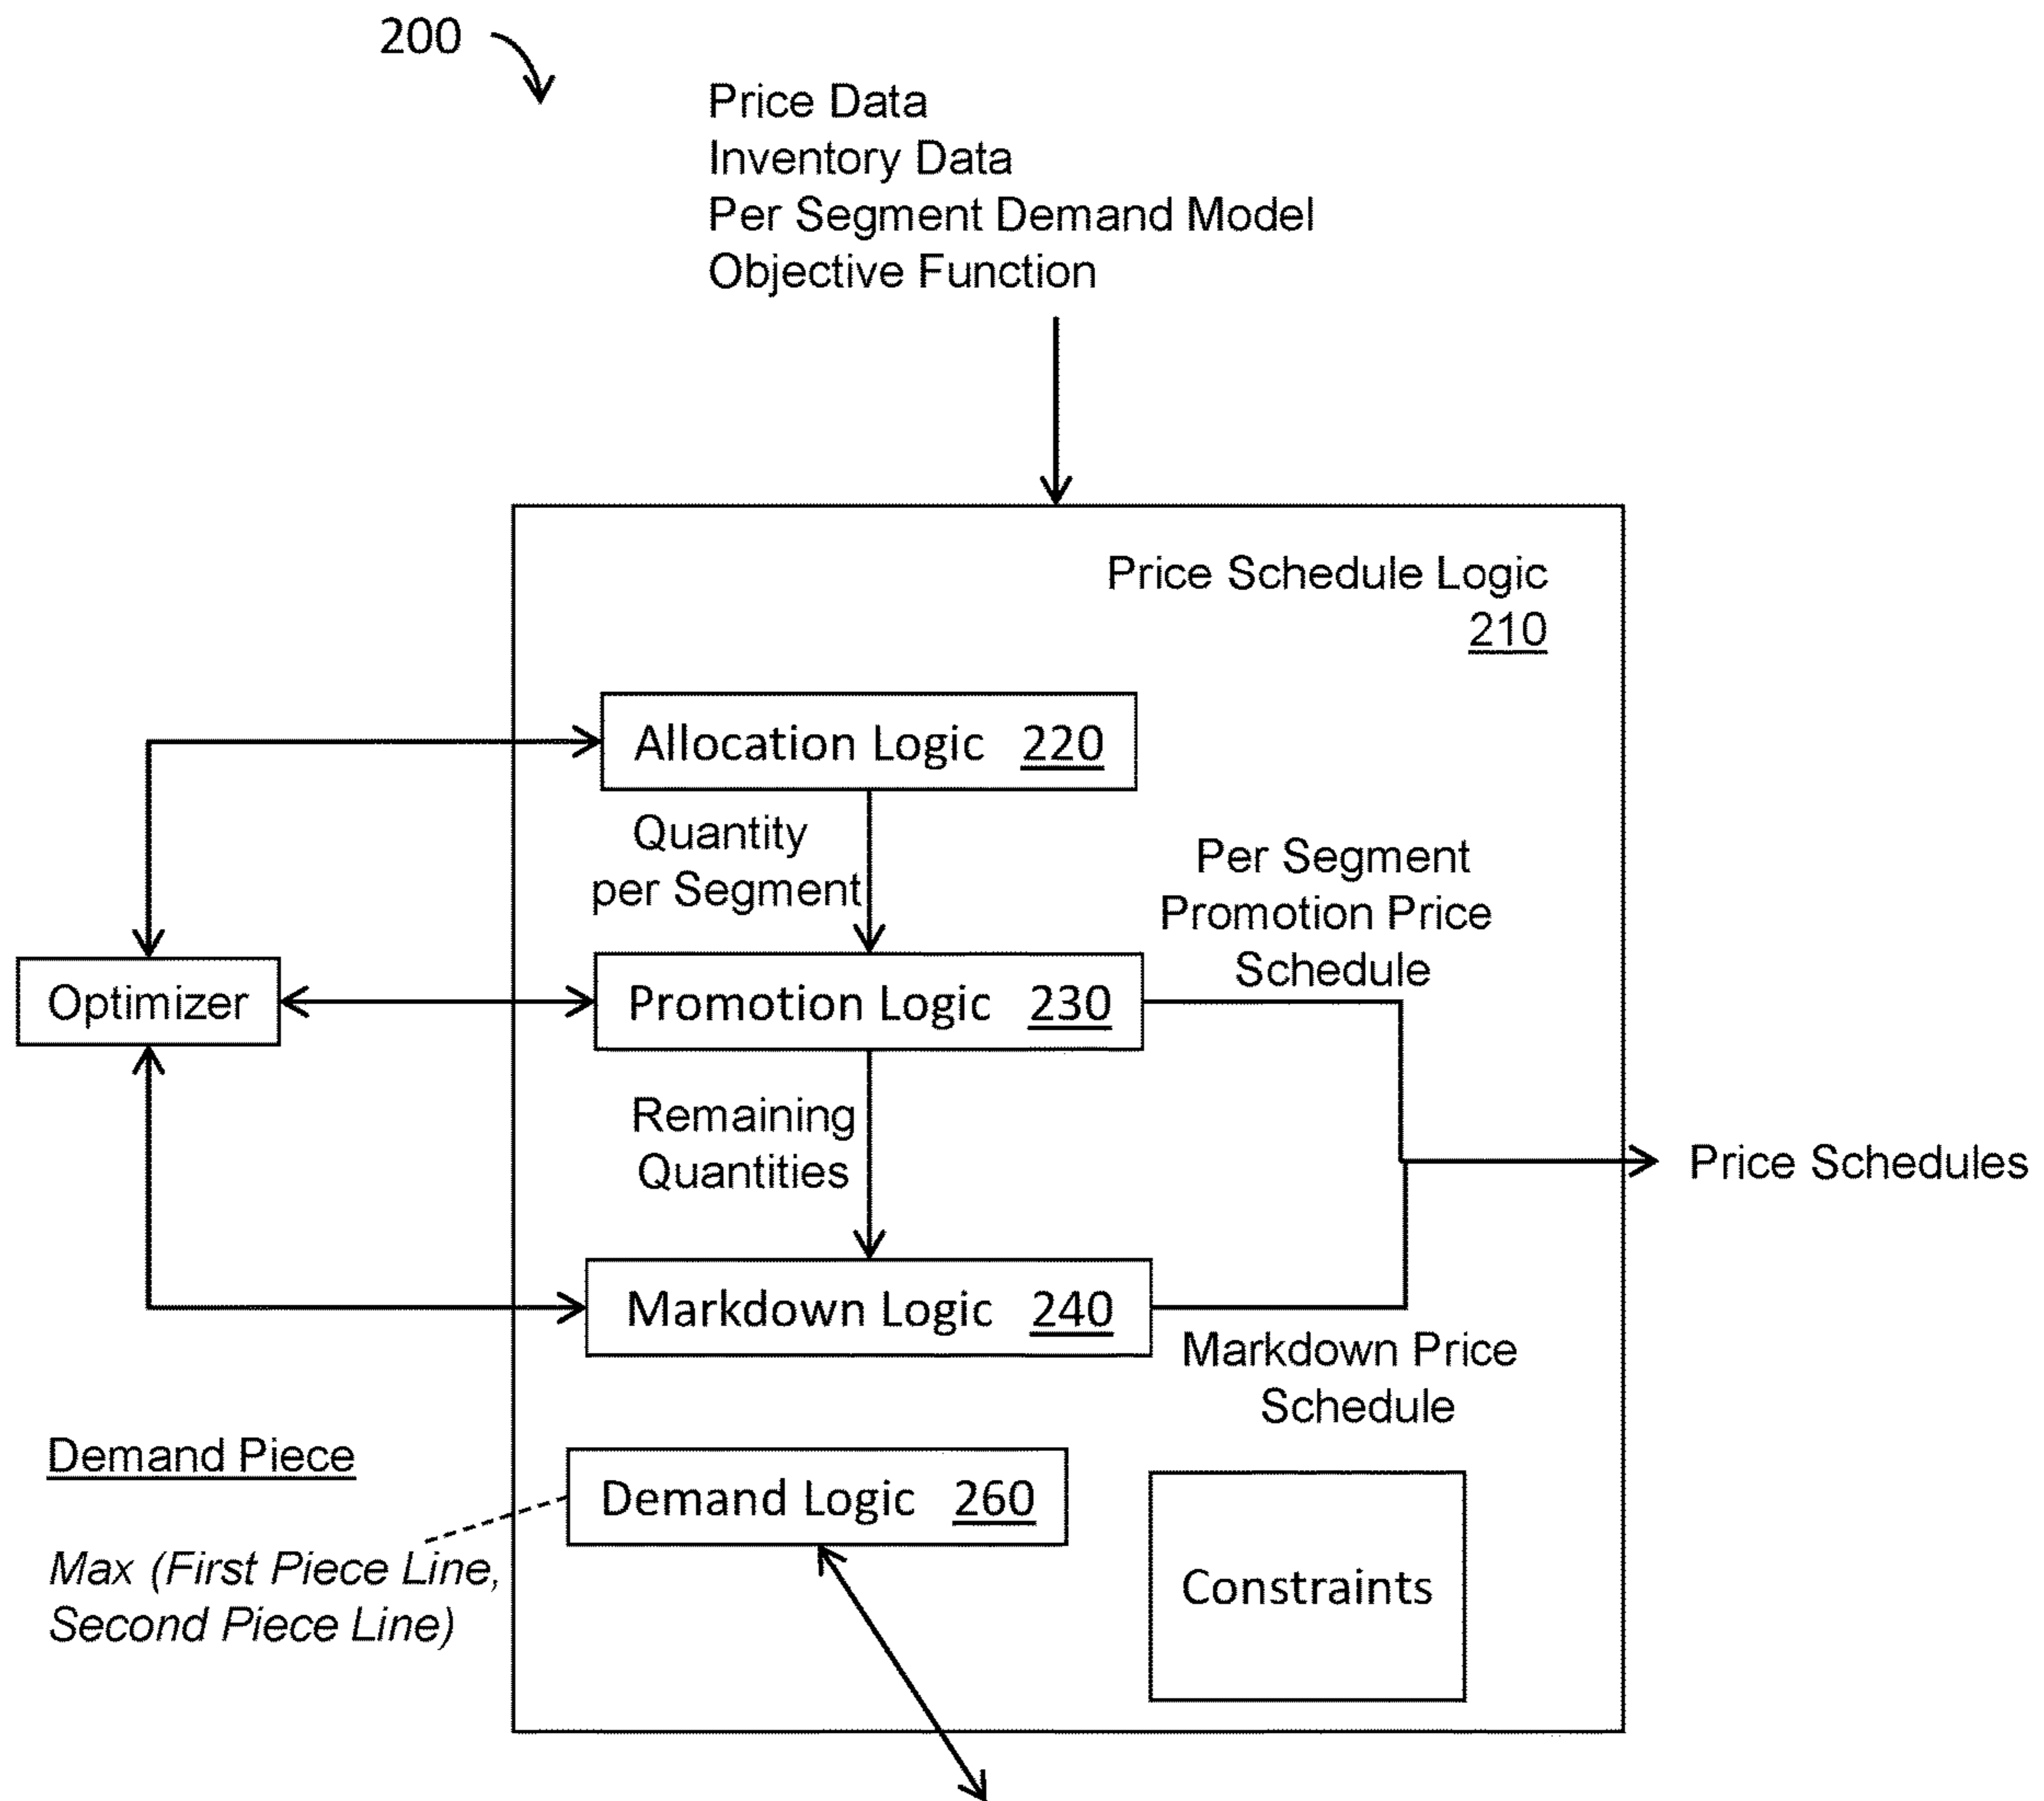 200
Price Data
Inventory Data
Per Segment Demand Model
Objective Function
Price Schedule Logic
210
Allocation Logic 220
Quantity
per Segment
Per Segment
Promotion Price
Schedule
Optimizer
Promotion Logic 230
Remaining
Quantities
Price Schedules
Markdown Logic 240
Markdown Price
Schedule
Demand Piece
Demand Logic 260
Max (First Piece Line,
Second Piece Line)
Constraints